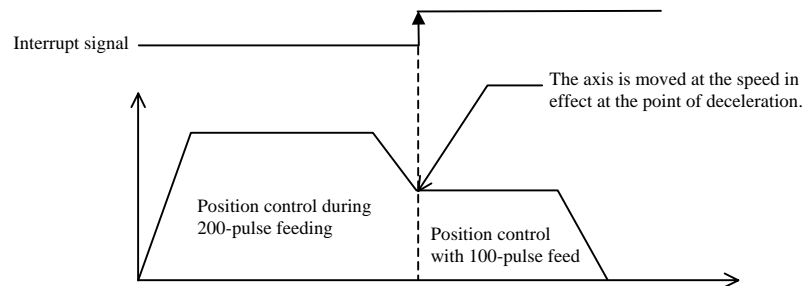 Interrupt signal
The axis is moved at the speed in
effect at the point of deceleration.
Position control during
200-pulse feeding
Position control
with 100-pulse feed